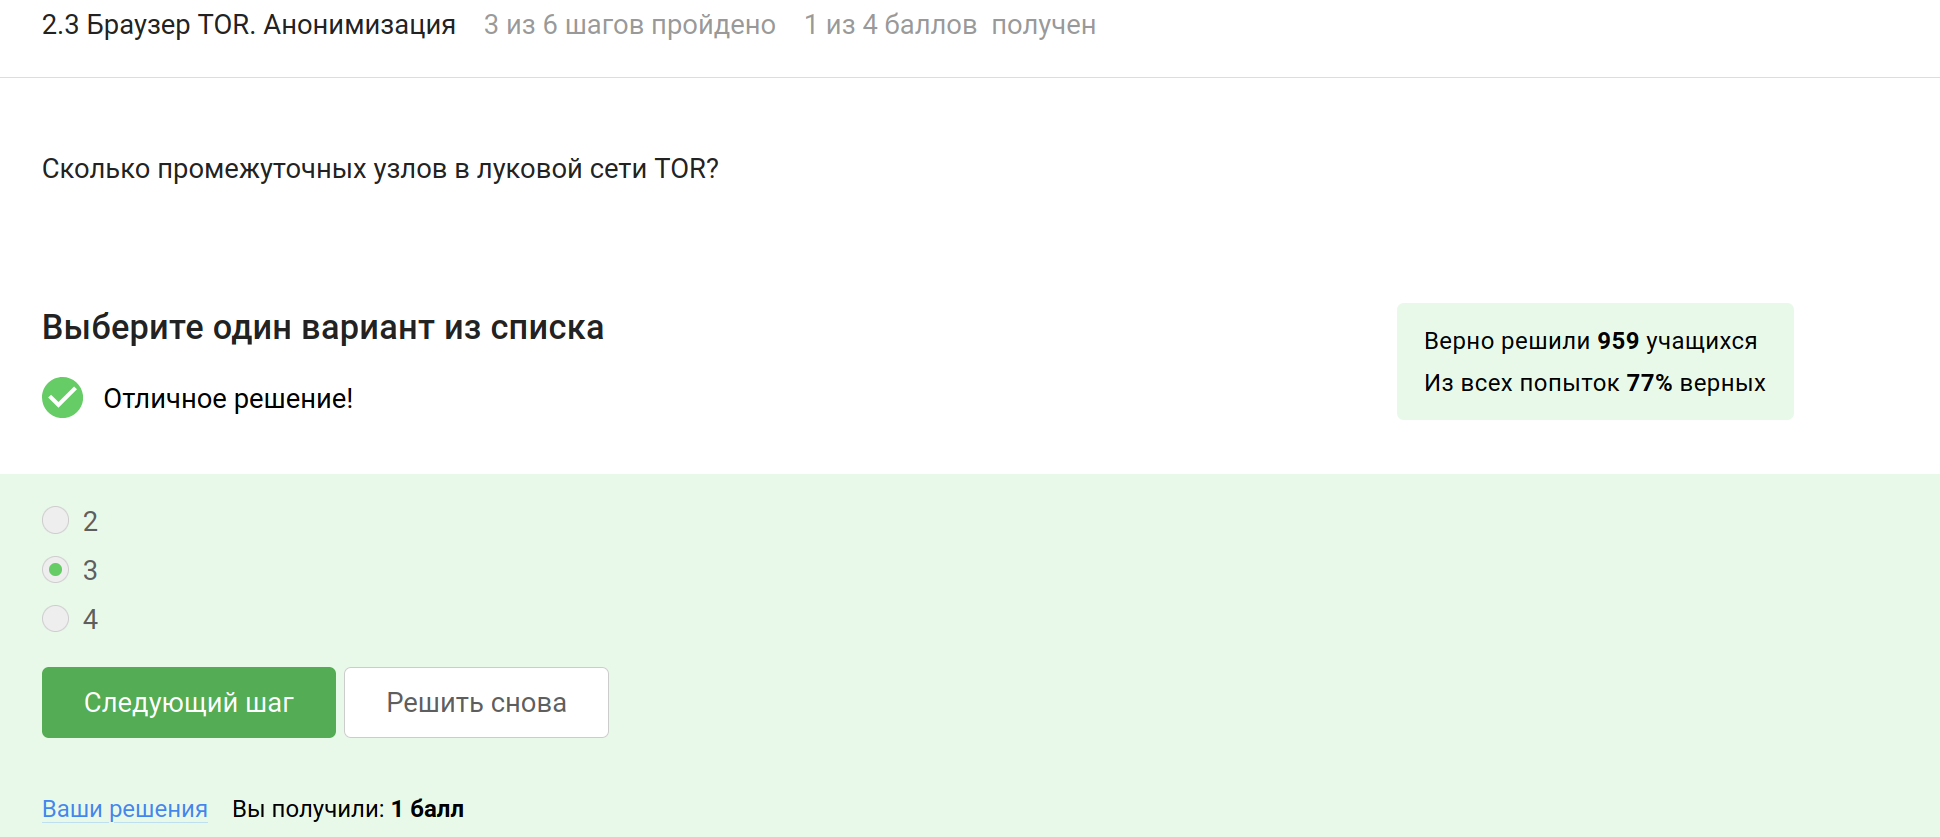 2.3 Браузер TOR. Анонимизация 3 из 6 шагов пройдено 1 из 4 баллов получен
Сколько промежуточных узлов в луковой сети TOR?
Выберите один вариант из списка
Отличное решение!
Верно решили 959 учащихся
Из всех попыток 77% верных
2
3
4
Следующий шаг Решить снова
Ваши решения Вы получили: 1 балл